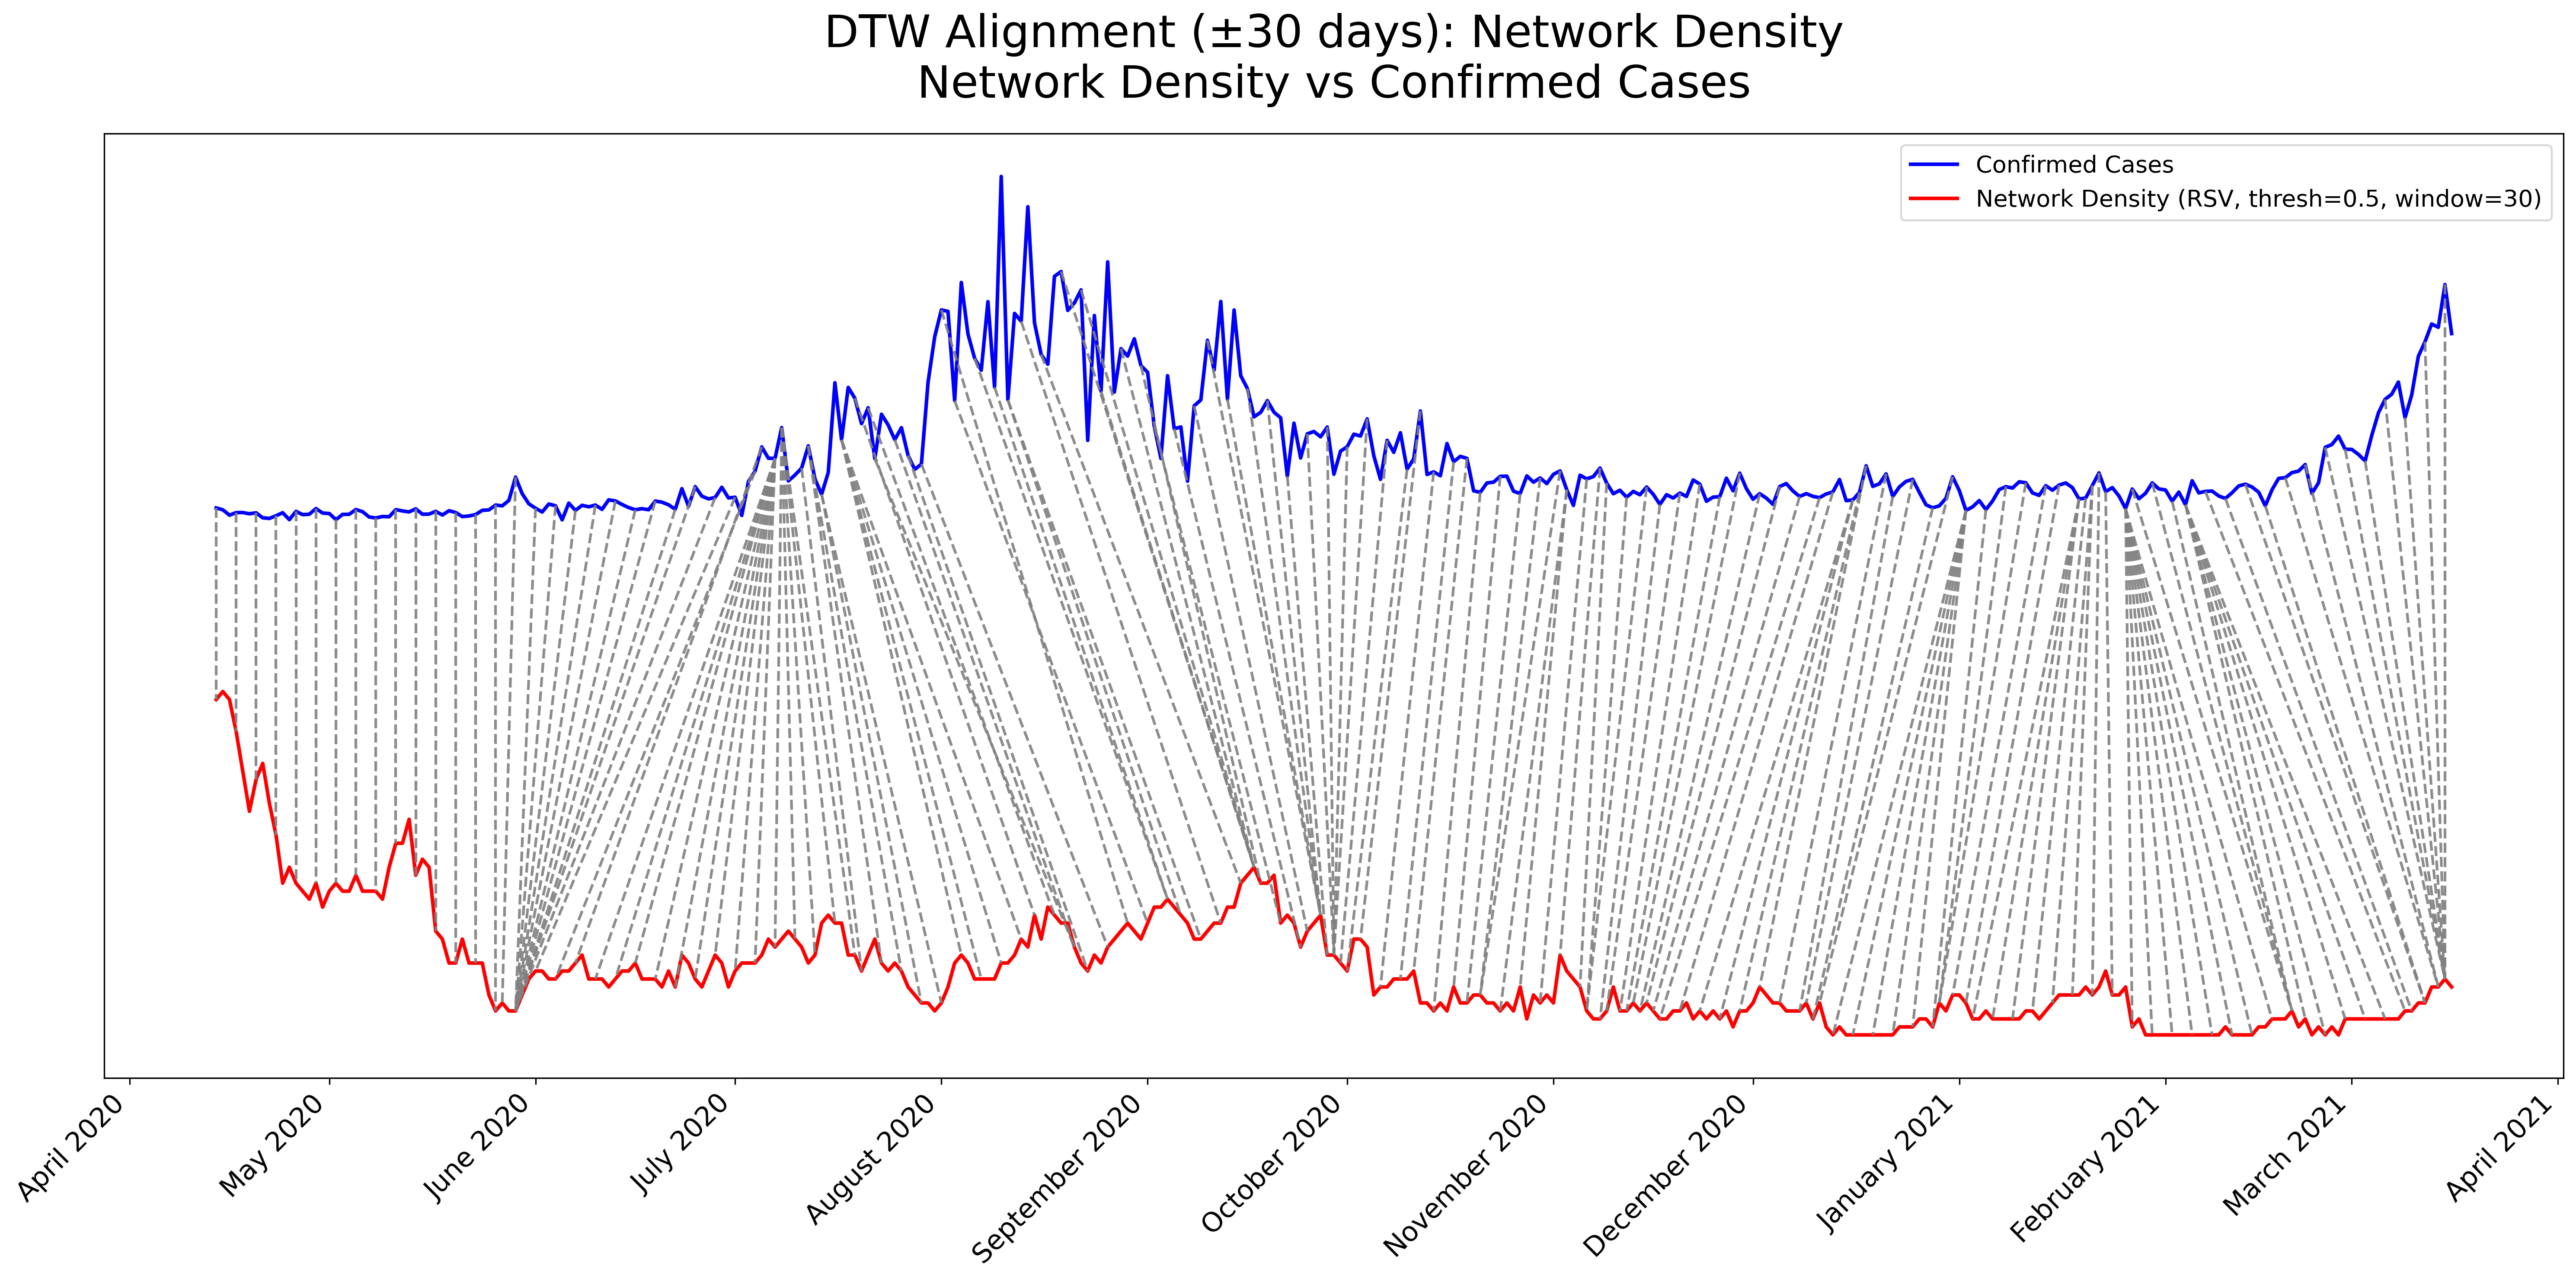 DTW Alignment (±30 days): Network Density
Network Density vs Confirmed Cases
Confirmed Cases
Network Density (RSV, thresh=0.5, window=30)
April 2020
May 2020
June 2020
July 2020
August 2020
September 2020
October 2020
November 2020
December 2020
January 2021
February 2021
March 2021
April 2021